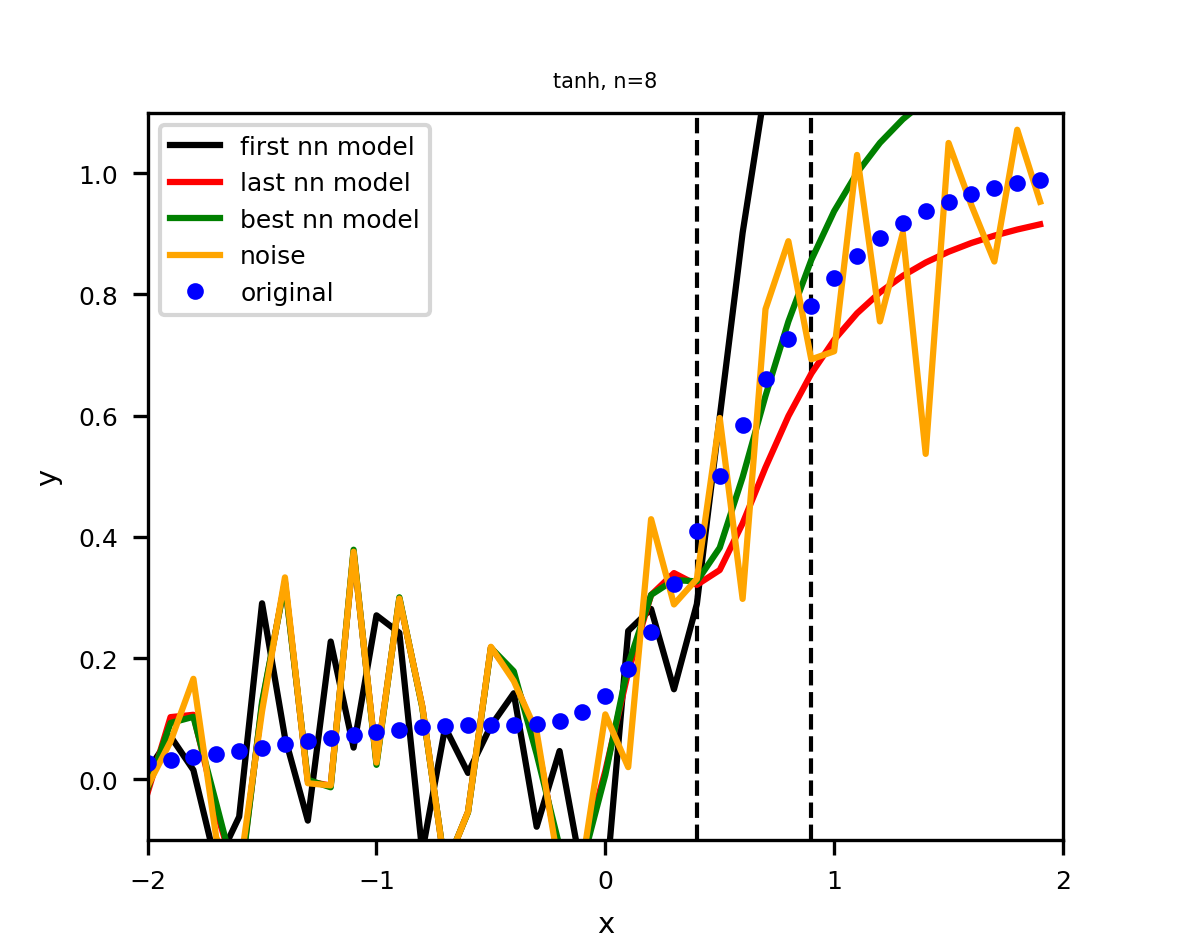 tanh, n=8
first nn model
last nn model
best nn model
noise
original
1.0
0.8
0.6
0.4
0.2
0.0
y
−2
−1
0
1
2
x